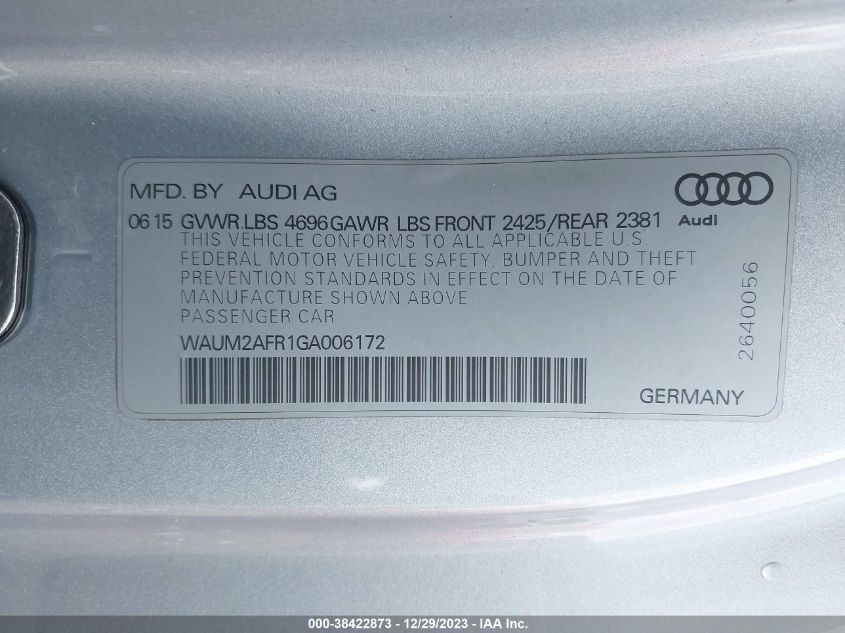 MFD. BY AUDI AG
Audi
06 15 GVWR.LBS 4696 GAWR LBS FRONT 2425/REAR 2381
THIS VEHICLE CONFORMS TO ALL APPLICABLE U.S.
FEDERAL MOTOR VEHICLE SAFETY, BUMPER AND THEFT
PREVENTION STANDARDS IN EFFECT ON THE DATE OF
MANUFACTURE SHOWN ABOVE
PASSENGER CAR
WAUM2AFR1GA006172
2640056
GERMANY
000-38422873 - 12/29/2023 - IAA Inc.